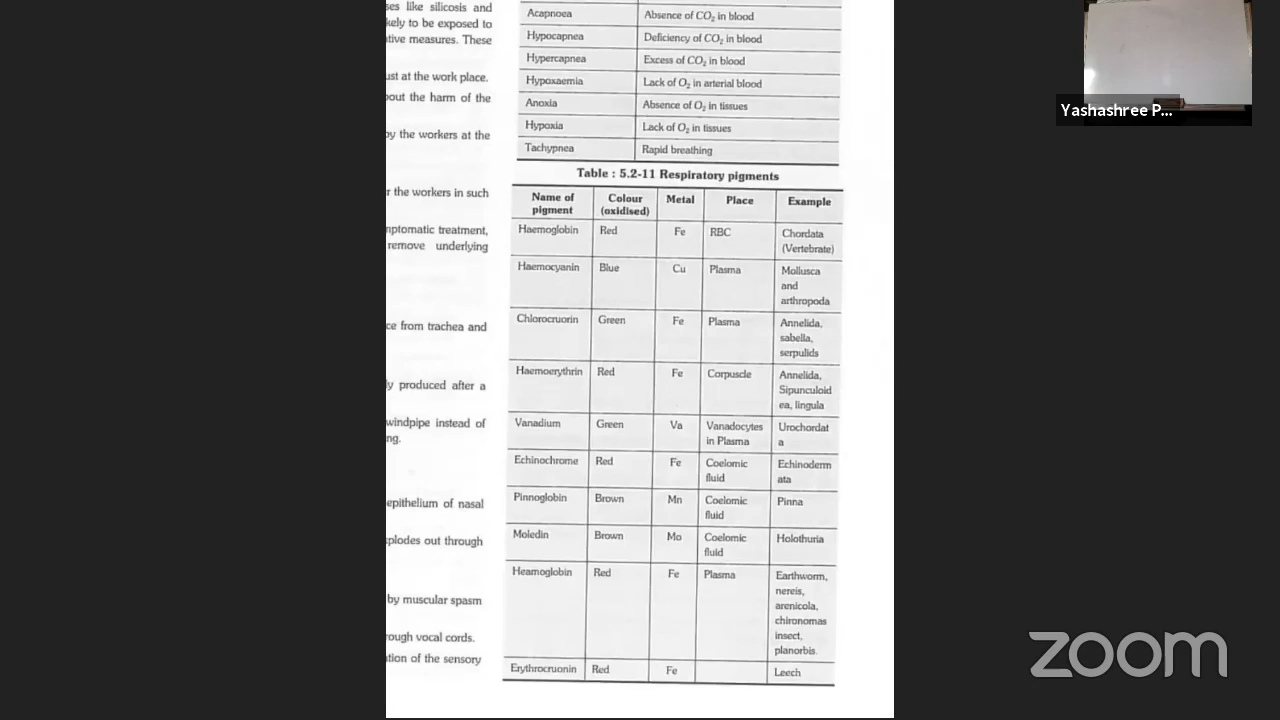 ses like silicosis and
kely to be exposed to
tive measures. These
ust at the work place.
out the harm of the
by the workers at the
r the workers in such
mptomatic treatment,
remove underlying
ce from trachea and
y produced after a
windpipe instead of
ng.
epithelium of nasal
plodes out through
by muscular spasm
rough vocal cords.
ation of the sensory
Acapnoea Absence of CO₂ in blood
Hypocapnea Deficiency of CO₂ in blood
Hypercapnea Excess of CO₂ in blood
Hypoxaemia Lack of O₂ in arterial blood
Anoxia Absence of O₂ in tissues
Hypoxia Lack of O₂ in tissues
Tachypnea Rapid breathing
Table : 5.2-11 Respiratory pigments
Name of Colour Metal Place Example
pigment (oxidised)
Haemoglobin Red Fe RBC Chordata
(Vertebrate)
Haemocyanin Blue Cu Plasma Mollusca
and
arthropoda
Chlorocruorin Green Fe Plasma Annelida,
sabella,
serpulids
Haemoerythrin Red Fe Corpuscle Annelida,
Sipunculoid
ea, lingula
Vanadium Green Va Vanadocytes Urochordat
in Plasma a
Echinochrome Red Fe Coelomic Echinoderm
fluid ata
Pinnoglobin Brown Mn Coelomic Pinna
fluid
Moledin Brown Mo Coelomic Holothuria
fluid
Heamoglobin Red Fe Plasma Earthworm,
nereis,
arenicola,
chironomas
insect,
planorbis.
Erythrocruonin Red Fe Leech
Yashashree P...
zoom